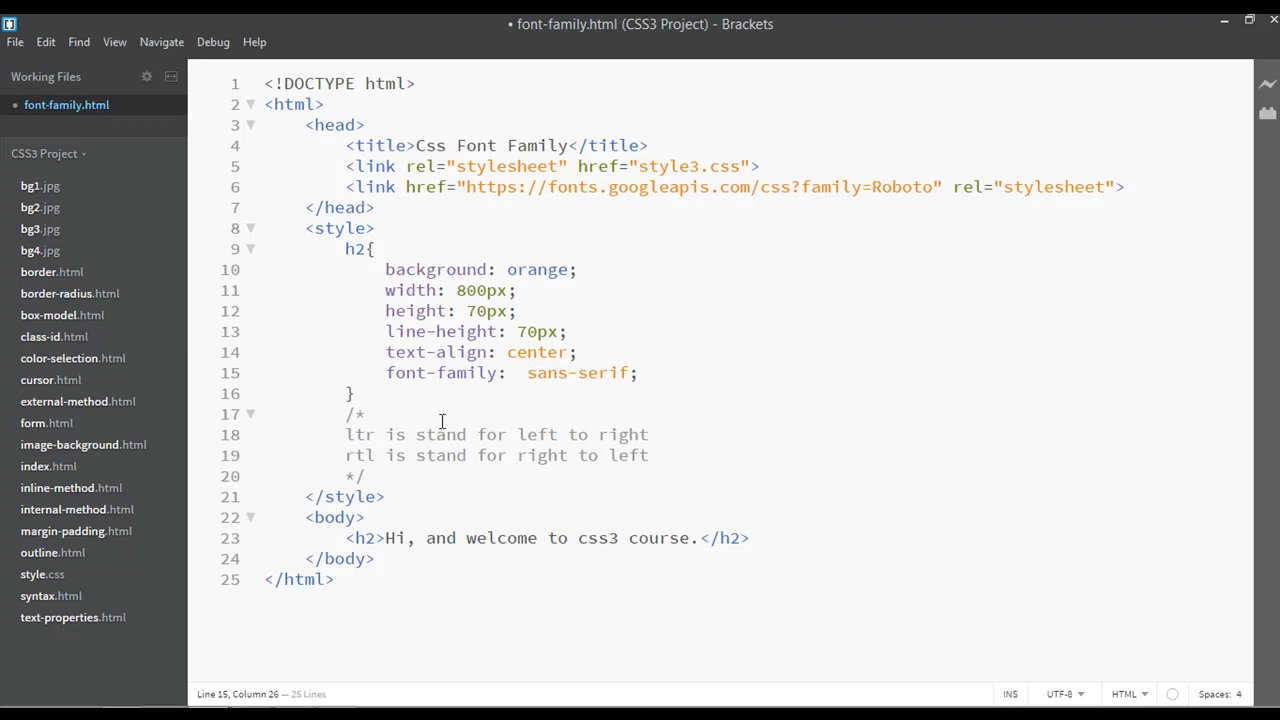 • font-family.html (CSS3 Project) - Brackets
File Edit Find View Navigate Debug Help
Working Files
• font-family.html
CSS3 Project
bg1.jpg
bg2.jpg
bg3.jpg
bg4.jpg
border.html
border-radius.html
box-model.html
class-id.html
color-selection.html
cursor.html
external-method.html
form.html
image-background.html
index.html
inline-method.html
internal-method.html
margin-padding.html
outline.html
style.css
syntax.html
text-properties.html
1 <!DOCTYPE html>
2 <html>
3 <head>
4 <title>Css Font Family</title>
5 <link rel="stylesheet" href="style3.css">
6 <link href="https://fonts.googleapis.com/css?family=Roboto" rel="stylesheet">
7 </head>
8 <style>
9 h2{
10 background: orange;
11 width: 800px;
12 height: 70px;
13 line-height: 70px;
14 text-align: center;
15 font-family:  sans-serif;
16 }
17 /*
18 ltr is stand for left to right
19 rtl is stand for right to left
20 */
21 </style>
22 <body>
23 <h2>Hi, and welcome to css3 course.</h2>
24 </body>
25 </html>
Line 15, Column 26 — 25 Lines
INS UTF-8 HTML Spaces: 4